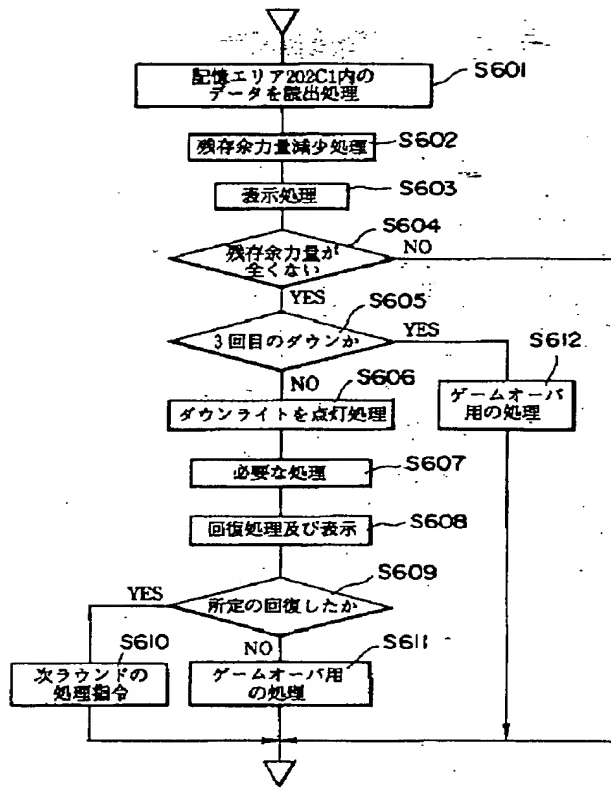 記憶エリア202C1内の
データを読出処理
S601
残存余力量減少処理
S602
表示処理
S603
残存余力量が
全くない
S604
NO
YES
3回目のダウンか
S605
YES
NO
ゲームオーバ
用の処理
S612
ダウンライトを点灯処理
S606
必要な処理
S607
回復処理及び表示
S608
所定の回復したか
S609
YES
NO
次ラウンドの
処理指令
S610
ゲームオーバ用
の処理
S611